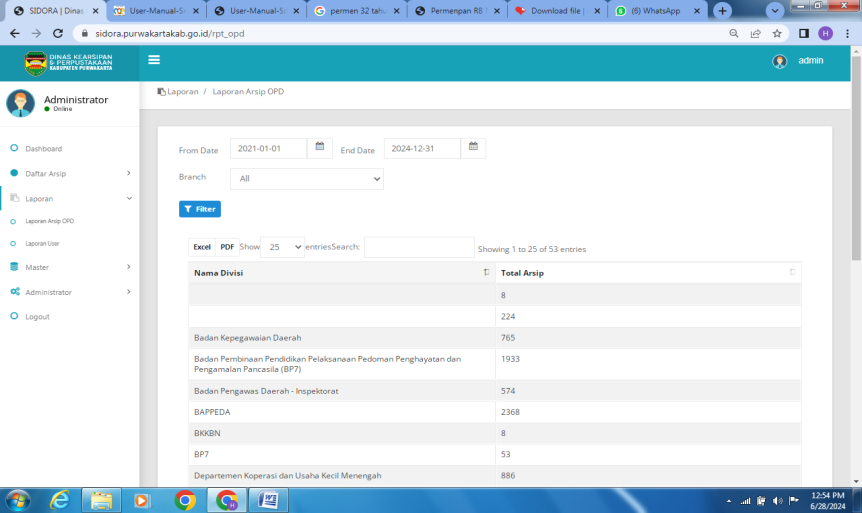 SIDORA | Dinas
User-Manual-S
User-Manual-S
permen 32 tahu
Permenpan RB
Download file |
(6) WhatsApp
sidora.purwakartakab.go.id/rpt_opd
H
DINAS KEARSIPAN
& PERPUSTAKAAN
KABUPATEN PURWAKARTA
admin
Administrator
Online
Laporan / Laporan Arsip OPD
Dashboard
Daftar Arsip
Laporan
Laporan Arsip OPD
Laporan User
Master
Administrator
Logout
From Date 2021-01-01 End Date 2024-12-31
Branch All
Filter
Excel PDF Show 25 entriesSearch: Showing 1 to 25 of 53 entries
Nama Divisi Total Arsip
8
224
Badan Kepegawaian Daerah 765
Badan Pembinaan Pendidikan Pelaksanaan Pedoman Penghayatan dan 1933
Pengamalan Pancasila (BP7)
Badan Pengawas Daerah - Inspektorat 574
BAPPEDA 2368
BKKBN 8
BP7 53
Departemen Koperasi dan Usaha Kecil Menengah 886
12:54 PM
6/28/2024